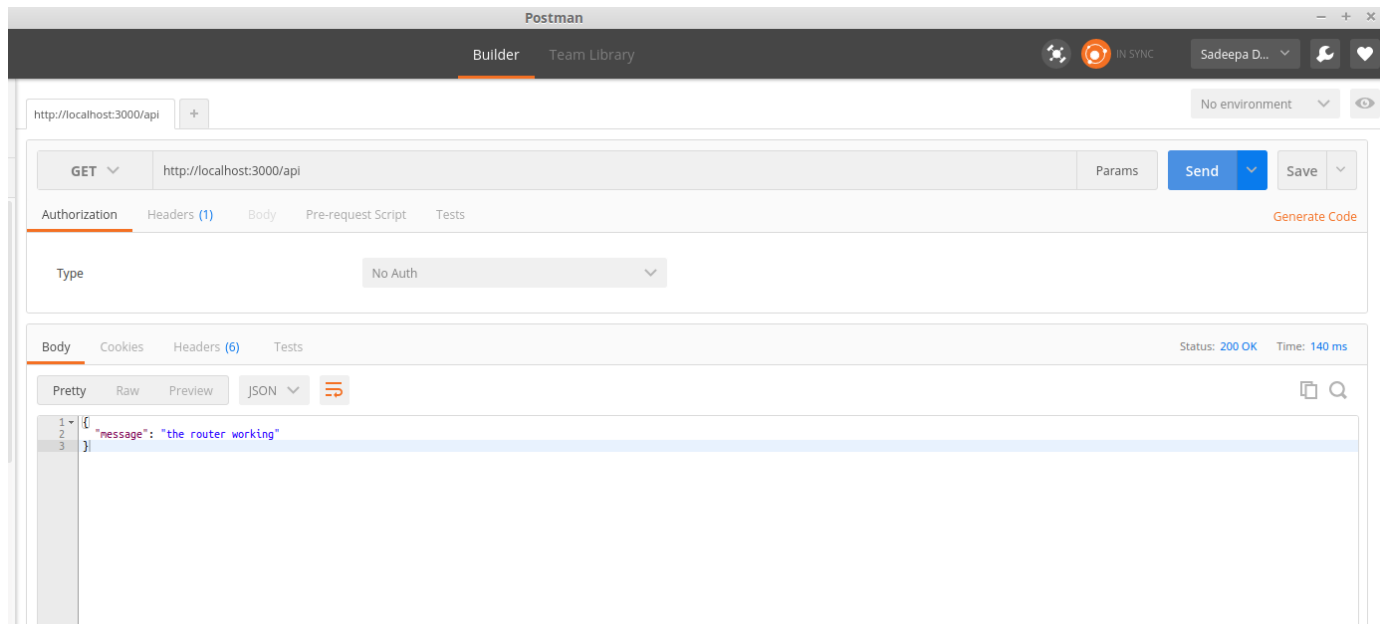 Postman
Builder Team Library IN SYNC Sadeepa D...
http://localhost:3000/api + No environment
GET http://localhost:3000/api Params Send Save
Authorization Headers (1) Body Pre-request Script Tests Generate Code
Type No Auth
Body Cookies Headers (6) Tests Status: 200 OK Time: 140 ms
Pretty Raw Preview JSON
1 {
2 "message": "the router working"
3 }